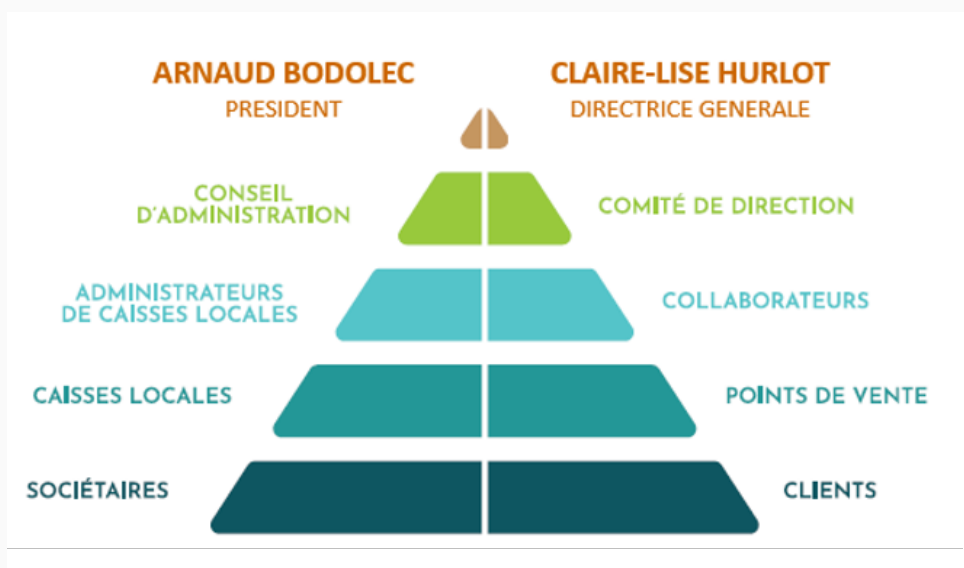 ARNAUD BODOLEC
PRESIDENT
CLAIRE-LISE HURLOT
DIRECTRICE GENERALE
CONSEIL
D'ADMINISTRATION
COMITÉ DE DIRECTION
ADMINISTRATEURS
DE CAISSES LOCALES
COLLABORATEURS
CAISSES LOCALES
POINTS DE VENTE
SOCIÉTAIRES
CLIENTS